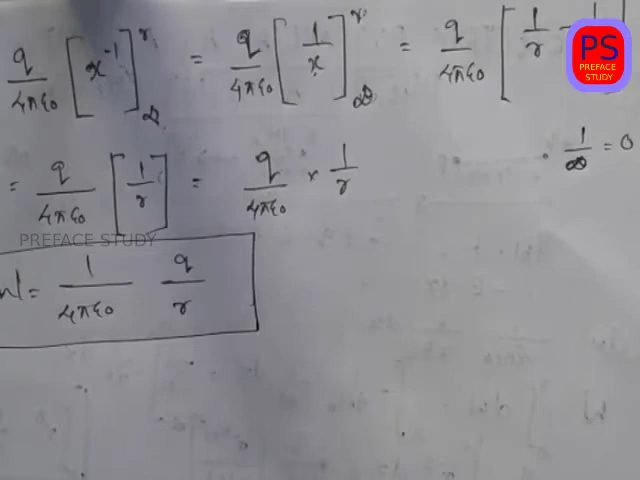 q/4πε₀ [x⁻¹]^r_∞ = q/4πε₀ [1/x]^r_∞ = q/4πε₀ [1/r - 1
PS
PREFACE
STUDY
1/∞ = 0
= q/4πε₀ [1/r] = q/4πε₀ × 1/r
PREFACE STUDY
= 1/4πε₀ q/r